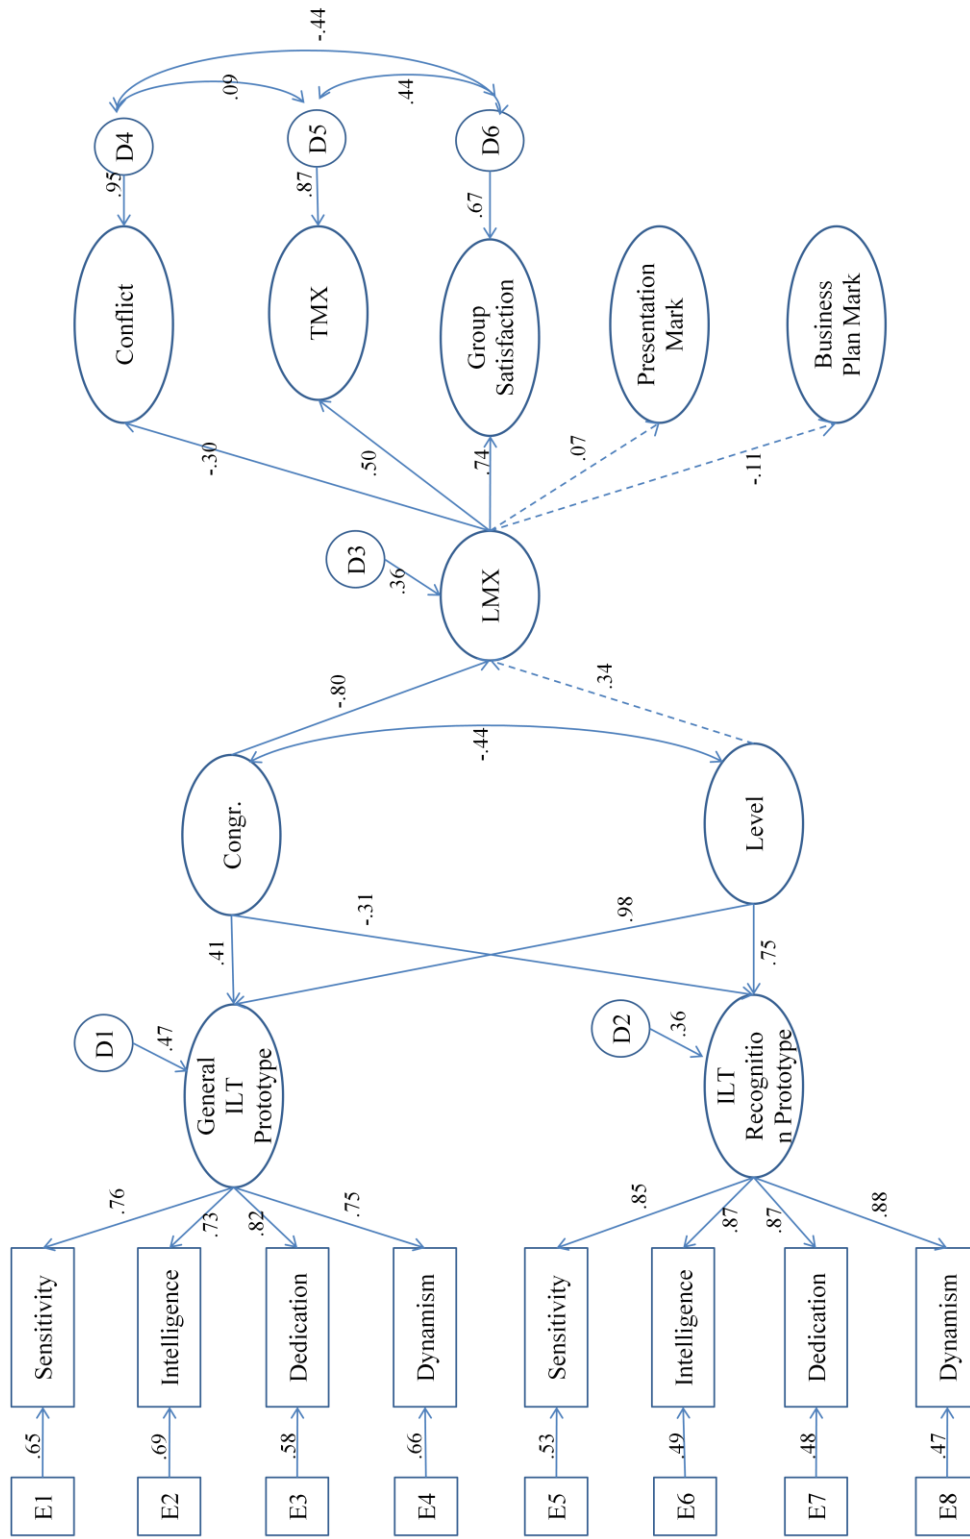 E1
.65
Sensitivity
.76
E2
.69
Intelligence
.73
E3
.58
Dedication
.82
E4
.66
Dynamism
.75
E5
.53
Sensitivity
.85
E6
.49
Intelligence
.87
E7
.48
Dedication
.87
E8
.47
Dynamism
.88
D1
.47
General
ILT
Prototype
D2
.36
ILT
Recognitio
n Prototype
.41
-.31
.98
.75
Congr.
-.44
Level
-.80
.34
D3
.36
LMX
-.30
.50
.74
.07
-.11
Conflict
TMX
Group
Satisfaction
Presentation
Mark
Business
Plan Mark
.95
D4
.87
D5
.67
D6
.09
.44
-.44